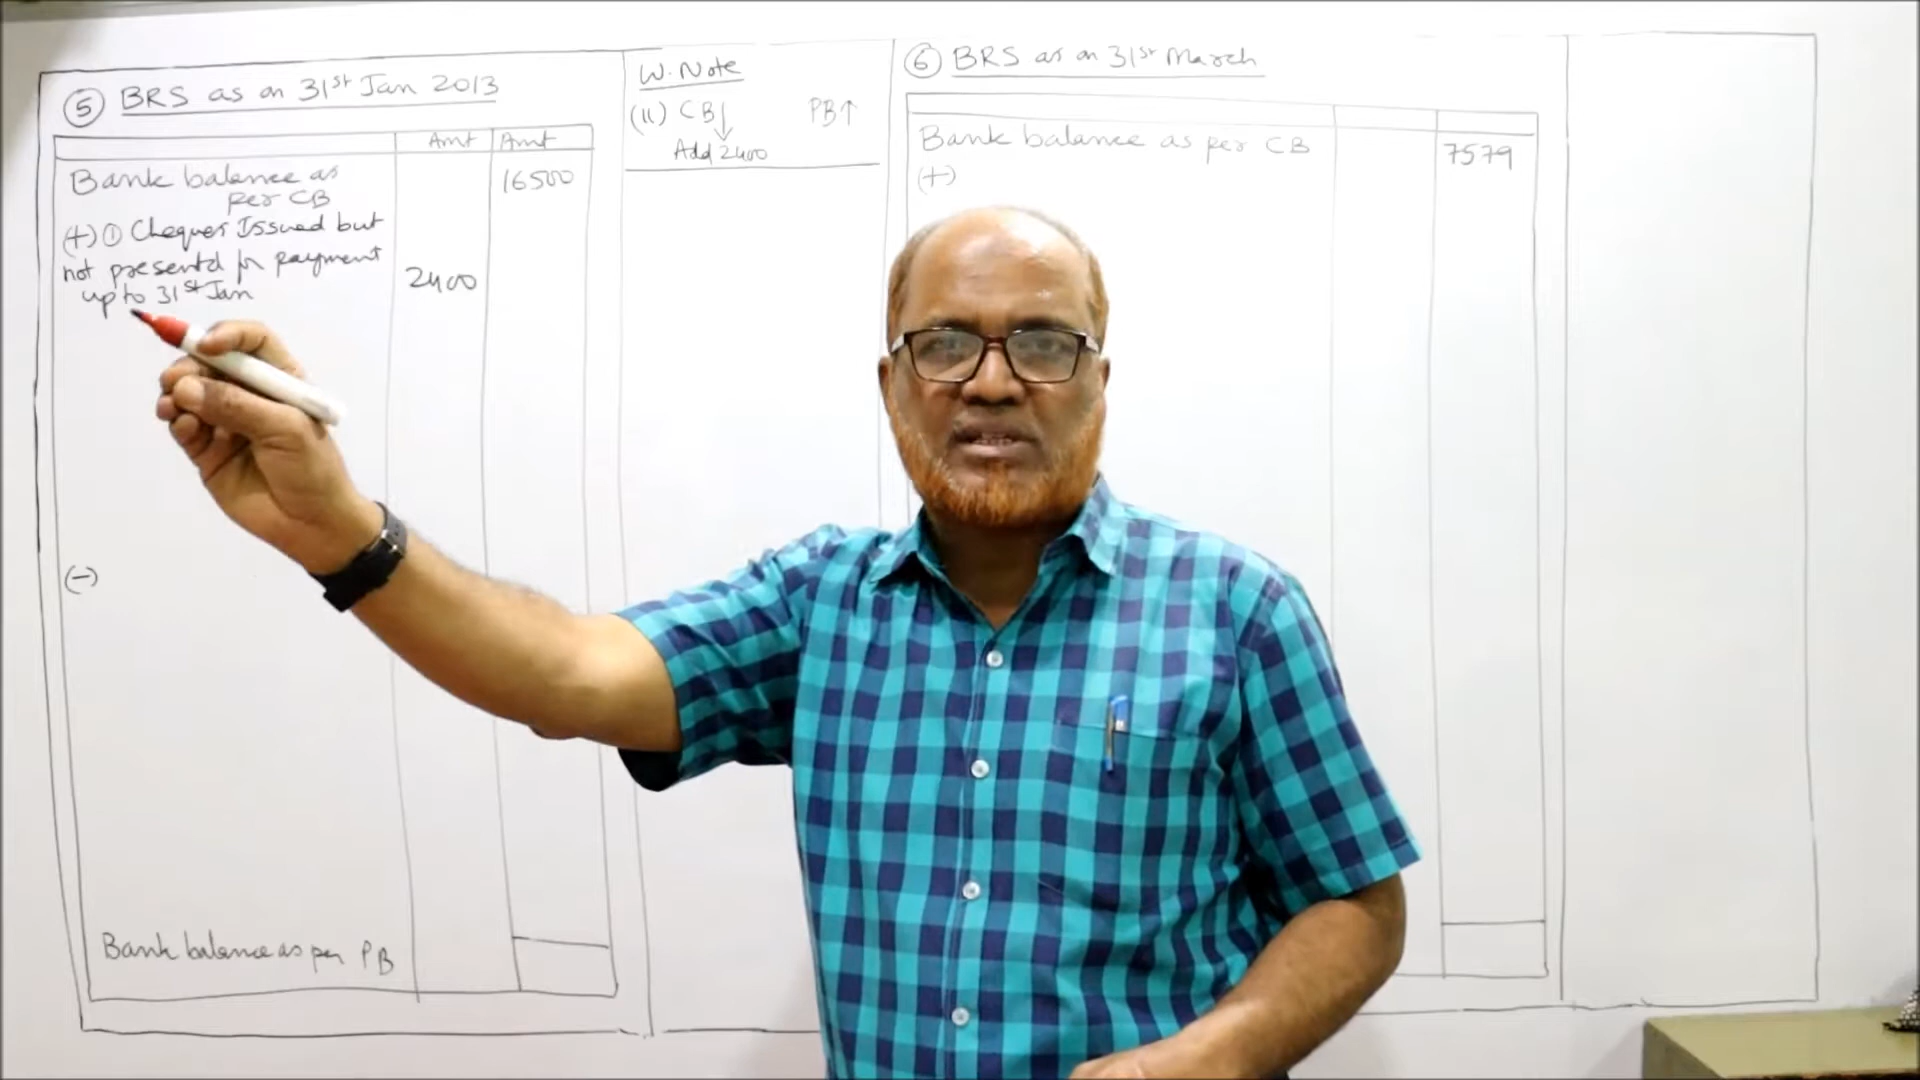 ⑤ BRS as on 31st Jan 2013
Amt Amt
Bank balance as
per CB
16500
(+) ① Cheques Issued but
not presentd for payment
up to 31st Jan
2400
(-)
Bank balance as per PB
W. Note
(11) CB↓ PB↑
Add 2400
⑥ BRS as on 31st March
Bank balance as per CB
7579
(+)